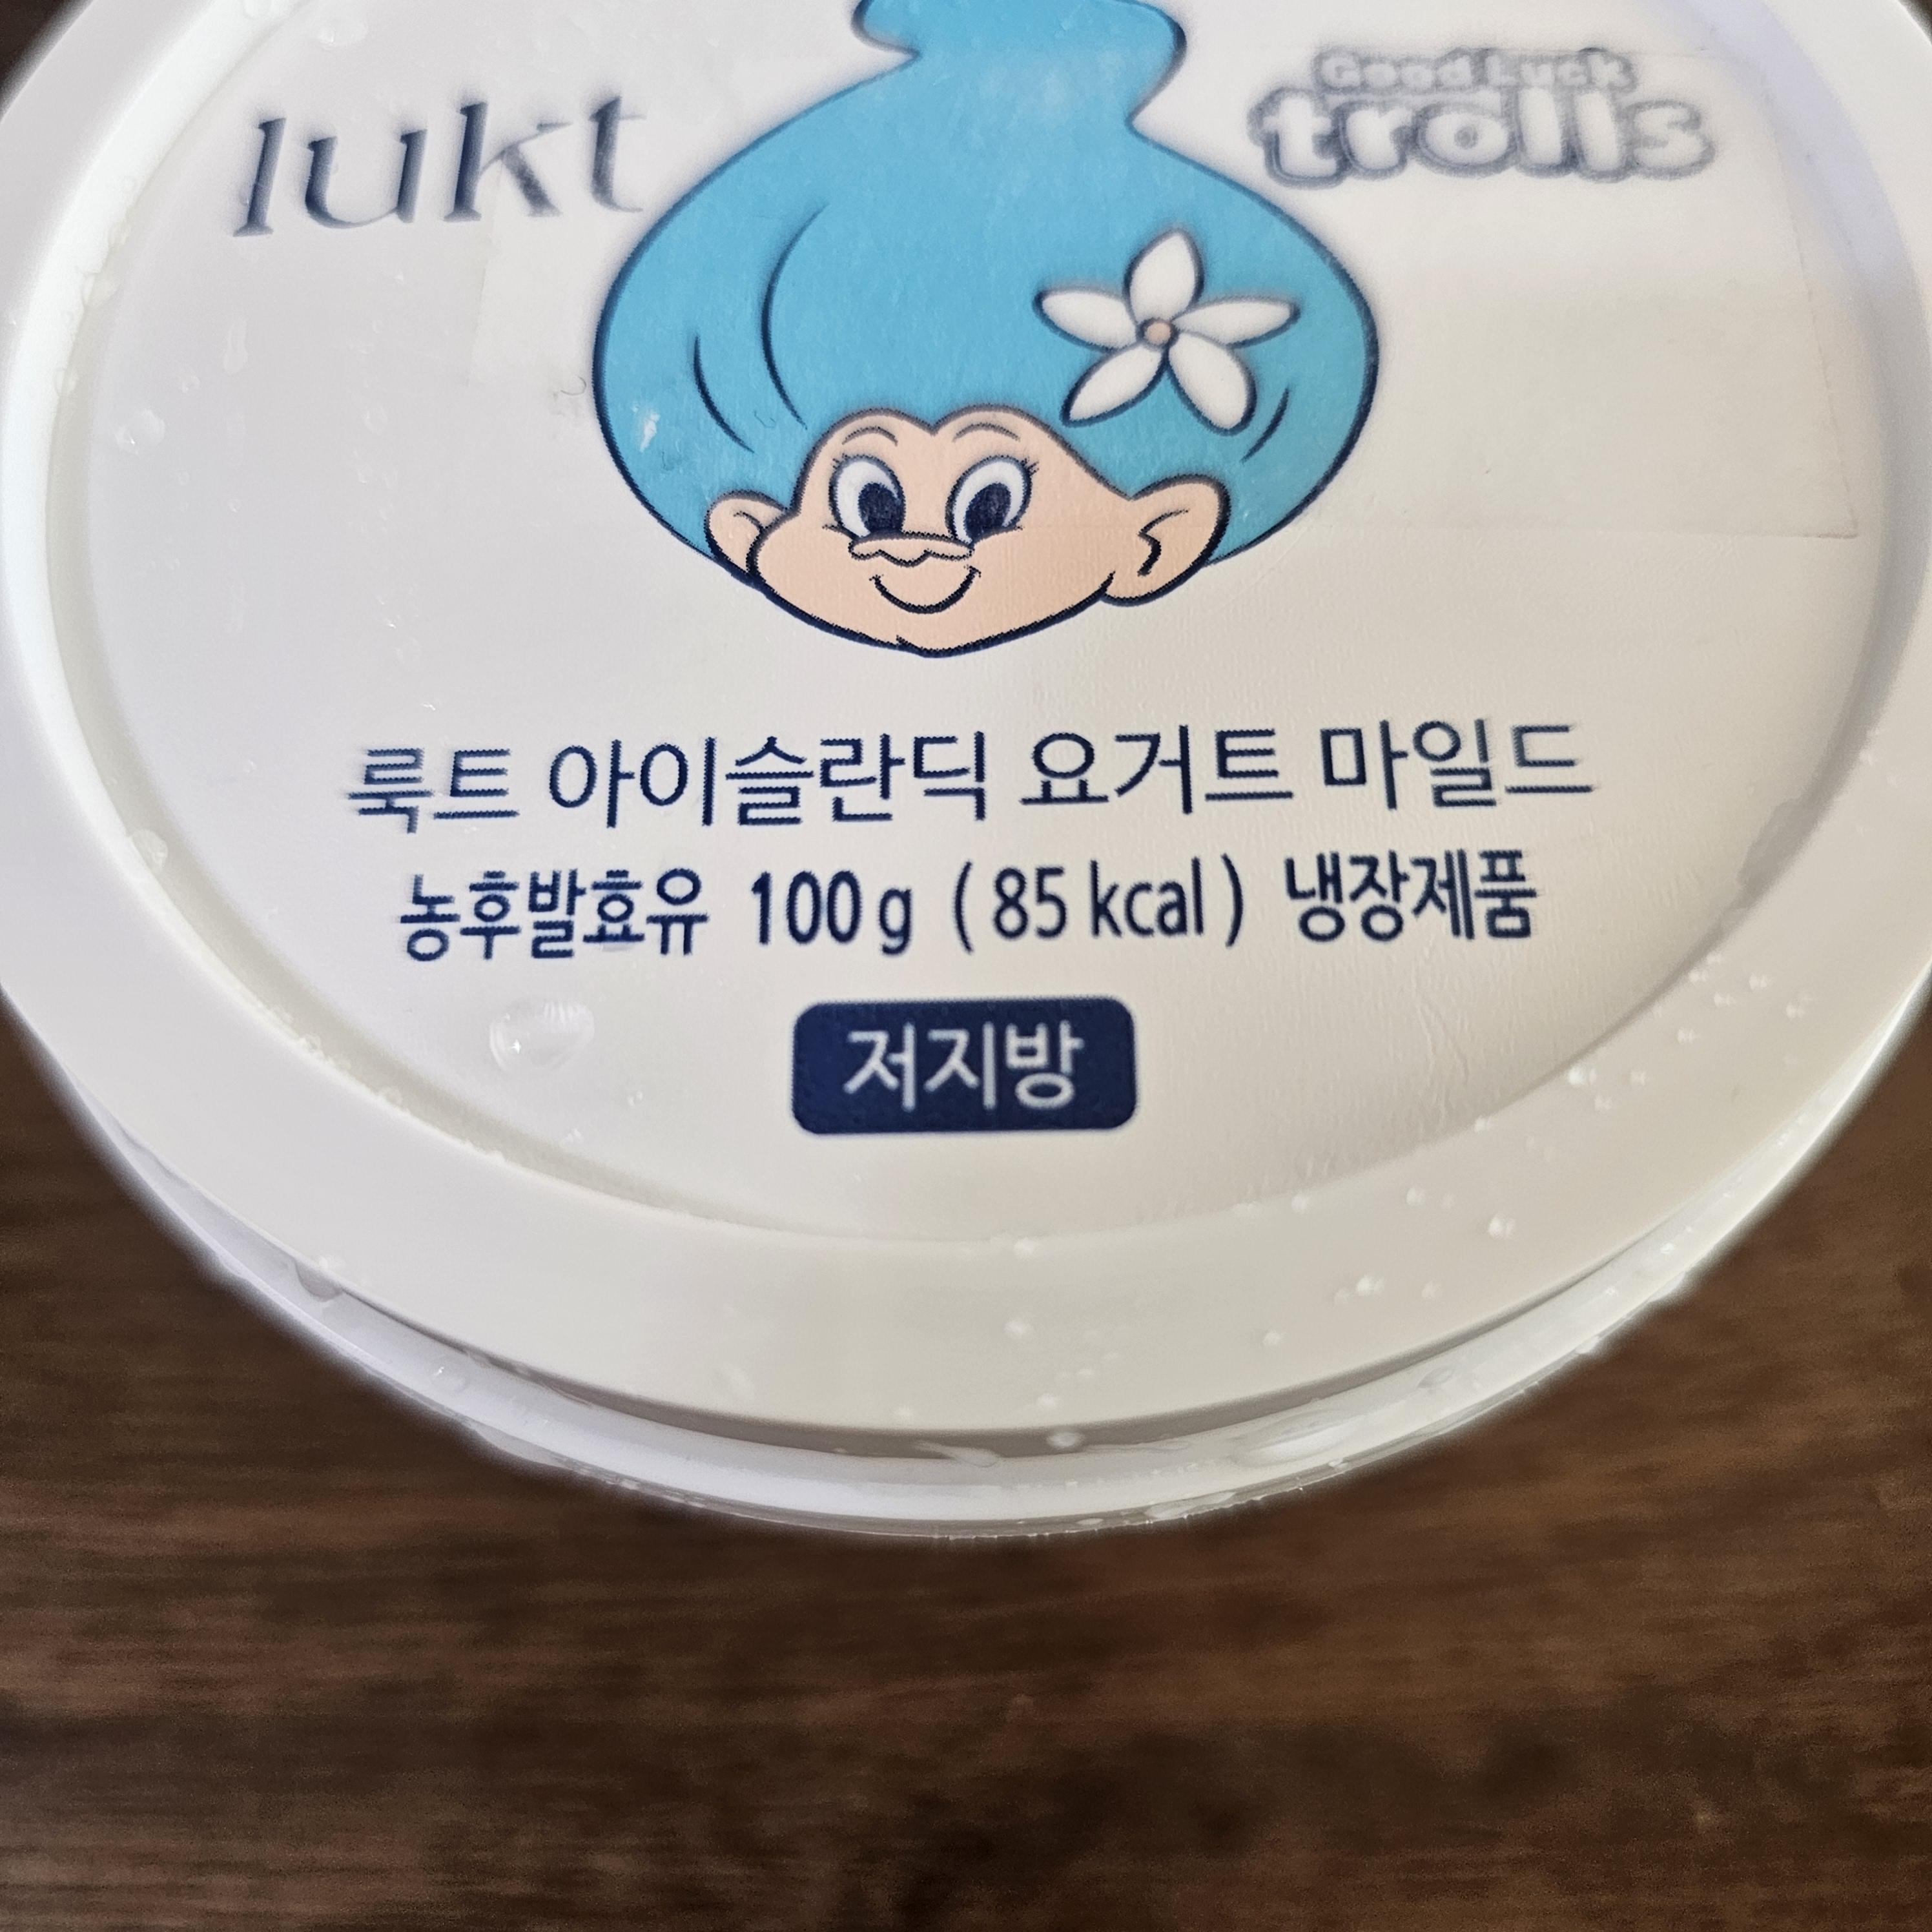 lukt
Good Luck
trolls
룩트 아이슬란딕 요거트 마일드
농후발효유 100g (85 kcal) 냉장제품
저지방